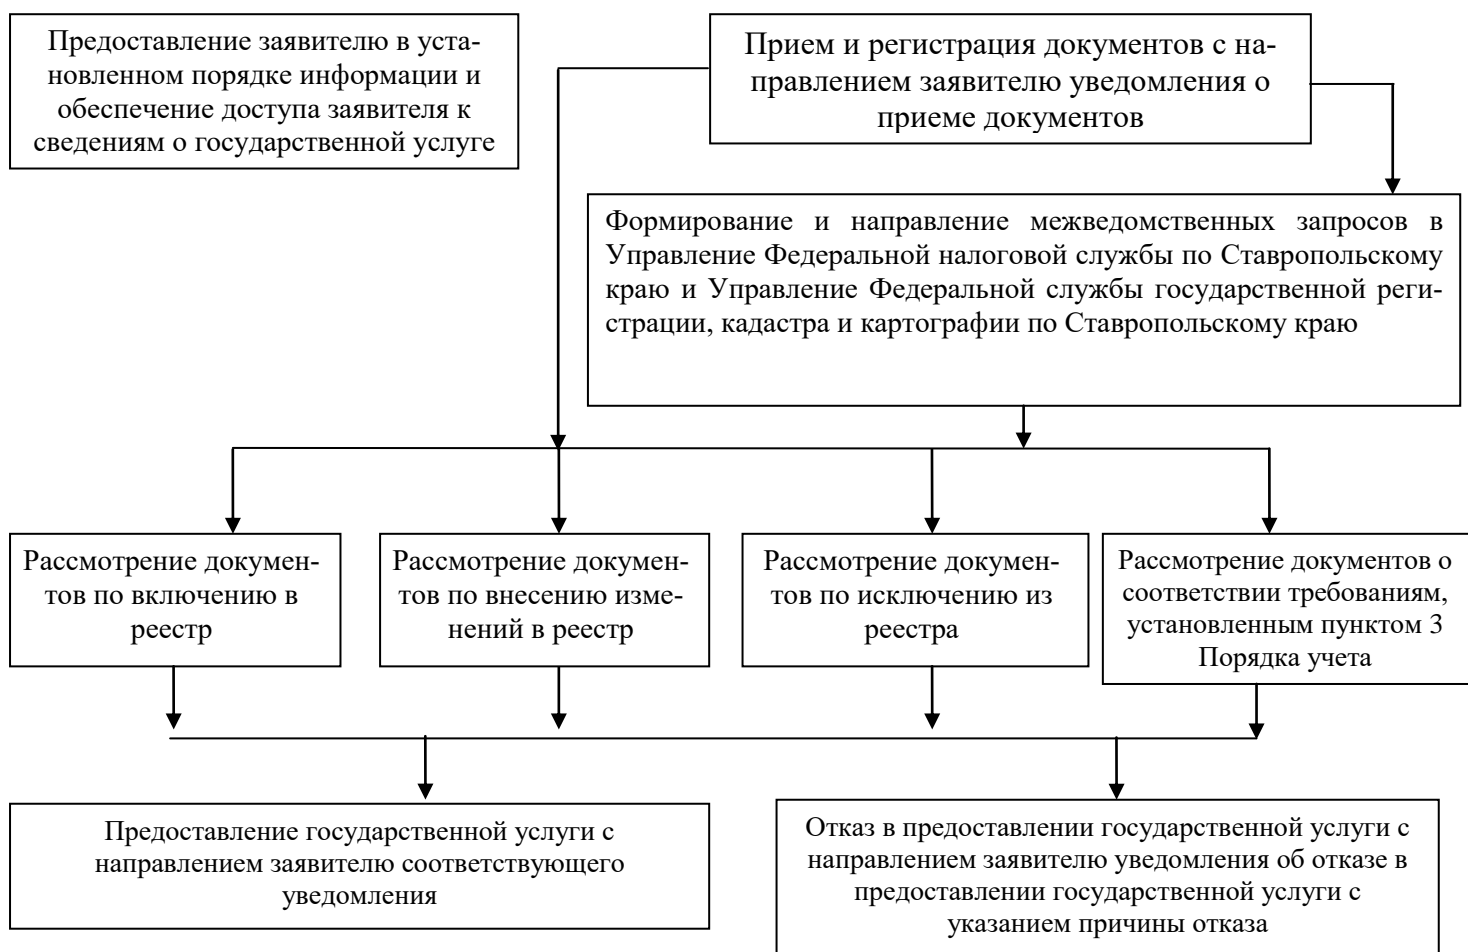 Предоставление заявителю в уста-
новленном порядке информации и
обеспечение доступа заявителя к
сведениям о государственной услуге
Прием и регистрация документов с на-
правлением заявителю уведомления о
приеме документов
Формирование и направление межведомственных запросов в
Управление Федеральной налоговой службы по Ставропольскому
краю и Управление Федеральной службы государственной реги-
страции, кадастра и картографии по Ставропольскому краю
Рассмотрение докумен-
тов по включению в
реестр
Рассмотрение докумен-
тов по внесению изме-
нений в реестр
Рассмотрение докумен-
тов по исключению из
реестра
Рассмотрение документов о
соответствии требованиям,
установленным пунктом 3
Порядка учета
Предоставление государственной услуги с
направлением заявителю соответствующего
уведомления
Отказ в предоставлении государственной услуги с
направлением заявителю уведомления об отказе в
предоставлении государственной услуги с
указанием причины отказа